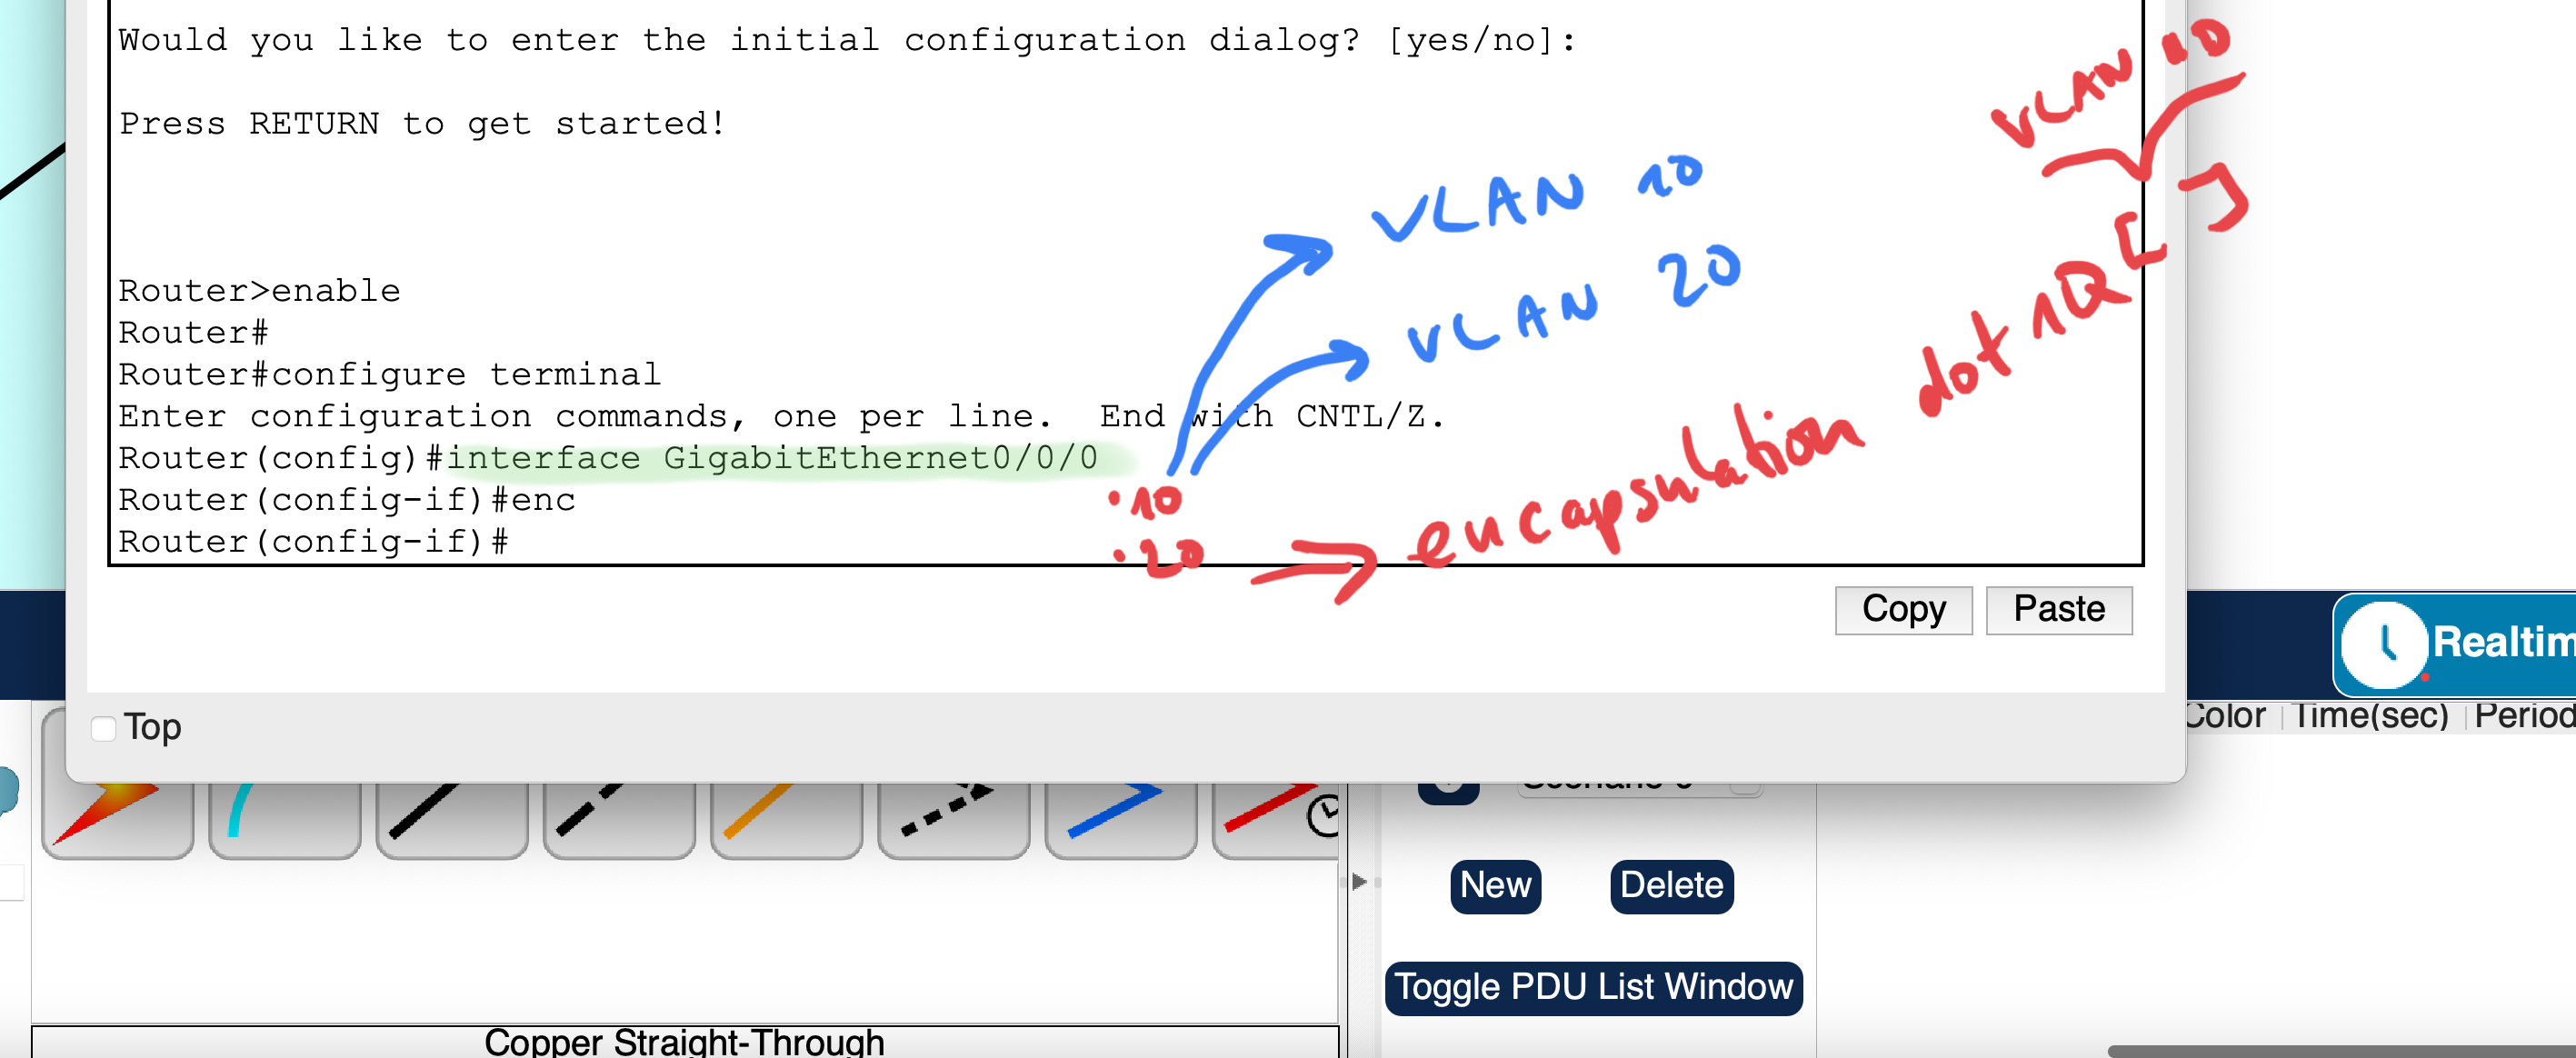 Would you like to enter the initial configuration dialog? [yes/no]:
VLAN 10
Press RETURN to get started!
VLAN 10
VLAN 20
Router>enable
Router#
Router#configure terminal
Enter configuration commands, one per line.  End with CNTL/Z.
Router(config)#interface GigabitEthernet0/0/0
Router(config-if)#enc
.10
Router(config-if)#
.20
encapsulation dot1Q [ ]
Copy
Paste
Realtim
Top
Color
Time(sec)
Period
New
Delete
Toggle PDU List Window
Copper Straight-Through